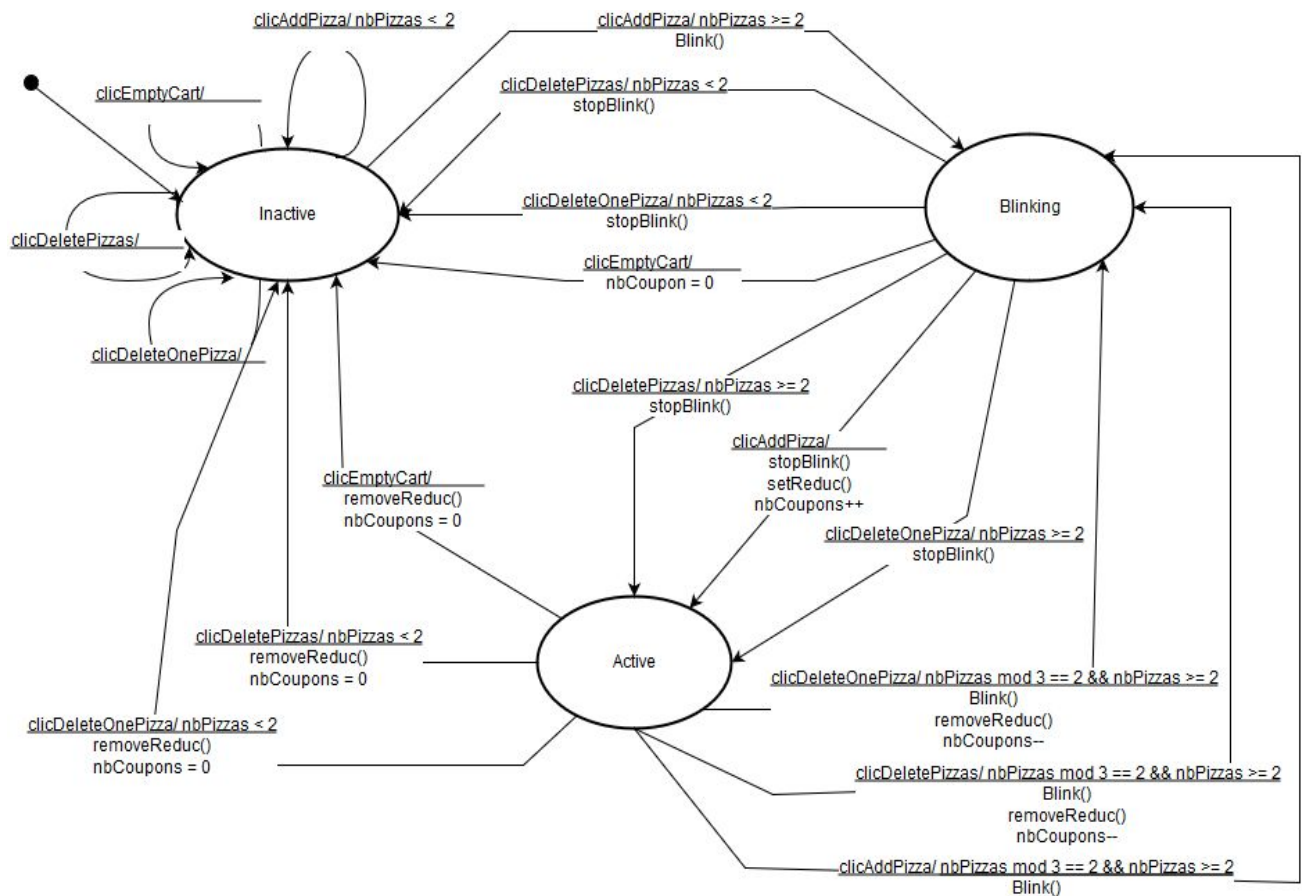 clicAddPizza/ nbPizzas < 2
clicAddPizza/ nbPizzas >= 2
Blink()
clicEmptyCart/
clicDeletePizzas/ nbPizzas < 2
stopBlink()
Inactive
clicDeleteOnePizza/ nbPizzas < 2
stopBlink()
Blinking
clicDeletePizzas/
clicEmptyCart/
nbCoupon = 0
clicDeleteOnePizza/
clicDeletePizzas/ nbPizzas >= 2
stopBlink()
clicAddPizza/
stopBlink()
setReduc()
nbCoupons++
clicEmptyCart/
removeReduc()
nbCoupons = 0
clicDeleteOnePizza/ nbPizzas >= 2
stopBlink()
clicDeletePizzas/ nbPizzas < 2
removeReduc()
nbCoupons = 0
Active
clicDeleteOnePizza/ nbPizzas mod 3 == 2 && nbPizzas >= 2
Blink()
removeReduc()
nbCoupons--
clicDeleteOnePizza/ nbPizzas < 2
removeReduc()
nbCoupons = 0
clicDeletePizzas/ nbPizzas mod 3 == 2 && nbPizzas >= 2
Blink()
removeReduc()
nbCoupons--
clicAddPizza/ nbPizzas mod 3 == 2 && nbPizzas >= 2
Blink()